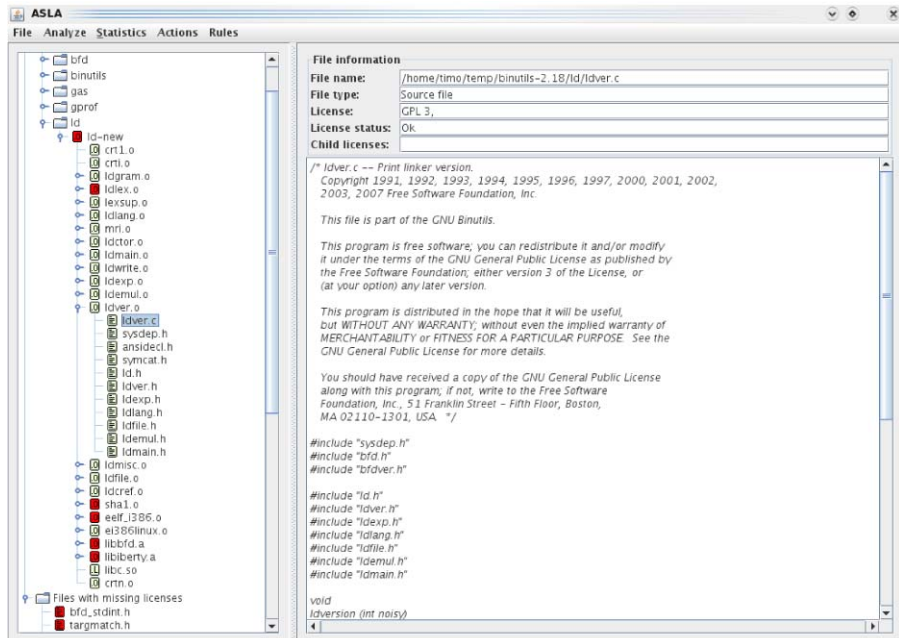 ASLA
File Analyze Statistics Actions Rules
bfd
binutils
gas
gprof
ld
ld-new
crt1.o
crti.o
ldgram.o
ldlex.o
lexsup.o
ldlang.o
mri.o
ldctor.o
ldmain.o
ldwrite.o
ldexp.o
ldemul.o
ldver.o
ldver.c
sysdep.h
ansidecl.h
symcat.h
ld.h
ldver.h
ldexp.h
ldlang.h
ldfile.h
ldemul.h
ldmain.h
ldmisc.o
ldfile.o
ldcref.o
sha1.o
eelf_i386.o
ei386linux.o
libbfd.a
libiberty.a
libc.so
crtn.o
Files with missing licenses
bfd_stdint.h
targmatch.h
File information
File name: /home/timo/temp/binutils-2.18/ld/ldver.c
File type: Source file
License: GPL 3,
License status: Ok
Child licenses:
/* ldver.c -- Print linker version.
Copyright 1991, 1992, 1993, 1994, 1995, 1996, 1997, 2000, 2001, 2002,
2003, 2007 Free Software Foundation, Inc.
This file is part of the GNU Binutils.
This program is free software; you can redistribute it and/or modify
it under the terms of the GNU General Public License as published by
the Free Software Foundation; either version 3 of the License, or
(at your option) any later version.
This program is distributed in the hope that it will be useful,
but WITHOUT ANY WARRANTY; without even the implied warranty of
MERCHANTABILITY or FITNESS FOR A PARTICULAR PURPOSE. See the
GNU General Public License for more details.
You should have received a copy of the GNU General Public License
along with this program; if not, write to the Free Software
Foundation, Inc., 51 Franklin Street - Fifth Floor, Boston,
MA 02110-1301, USA. */
#include "sysdep.h"
#include "bfd.h"
#include "bfdver.h"
#include "ld.h"
#include "ldver.h"
#include "ldexp.h"
#include "ldlang.h"
#include "ldfile.h"
#include "ldemul.h"
#include "ldmain.h"
void
ldversion (int noisy)